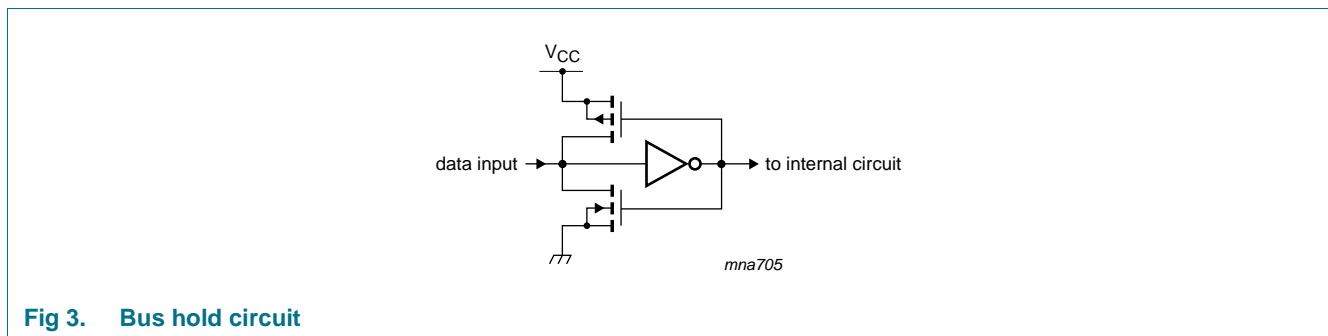 VCC
data input
to internal circuit
mna705
Fig 3. Bus hold circuit